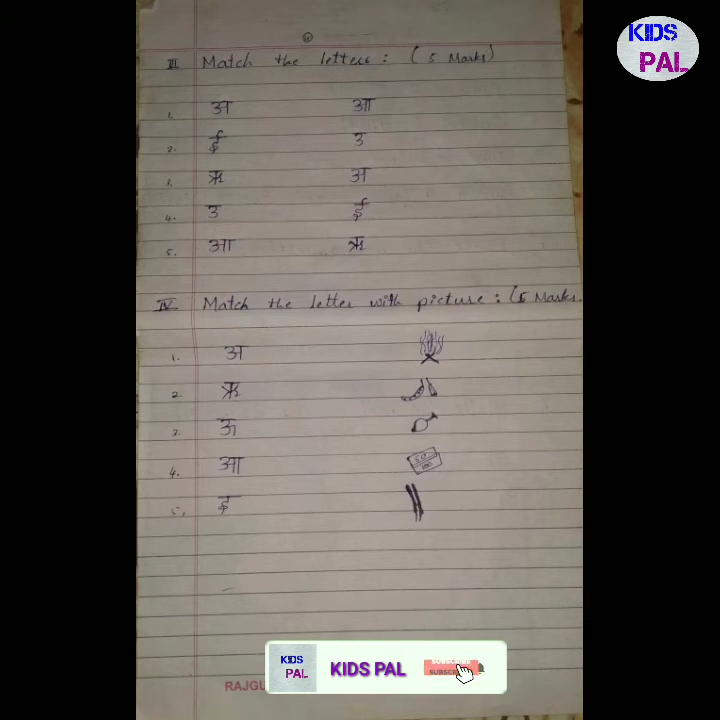 KIDS
PAL
III Match the letters : ( 5 Marks)
1. अ आ
2. ई उ
3. ऋ अ
4. उ ई
5. आ ऋ
IV Match the letter with picture : (5 Marks.
1. अ
2. ऋ
3. ऊ
4. आ
5. इ
KIDS
PAL
KIDS PAL
SUBSCRIBE
RAJGU